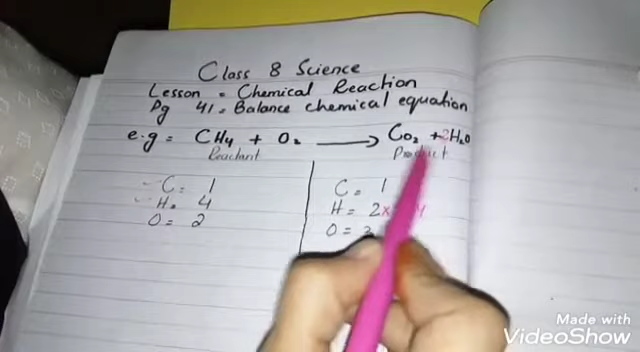 Class 8 Science
Lesson = Chemical Reaction
Pg 41 = Balance chemical equation
e.g = CH4 + O2 ⟶ Co2 + 2H2O
Reactant Product
C = 1 C = 1
H = 4 H = 2x 4
O = 2 O = 3
Made with
VideoShow